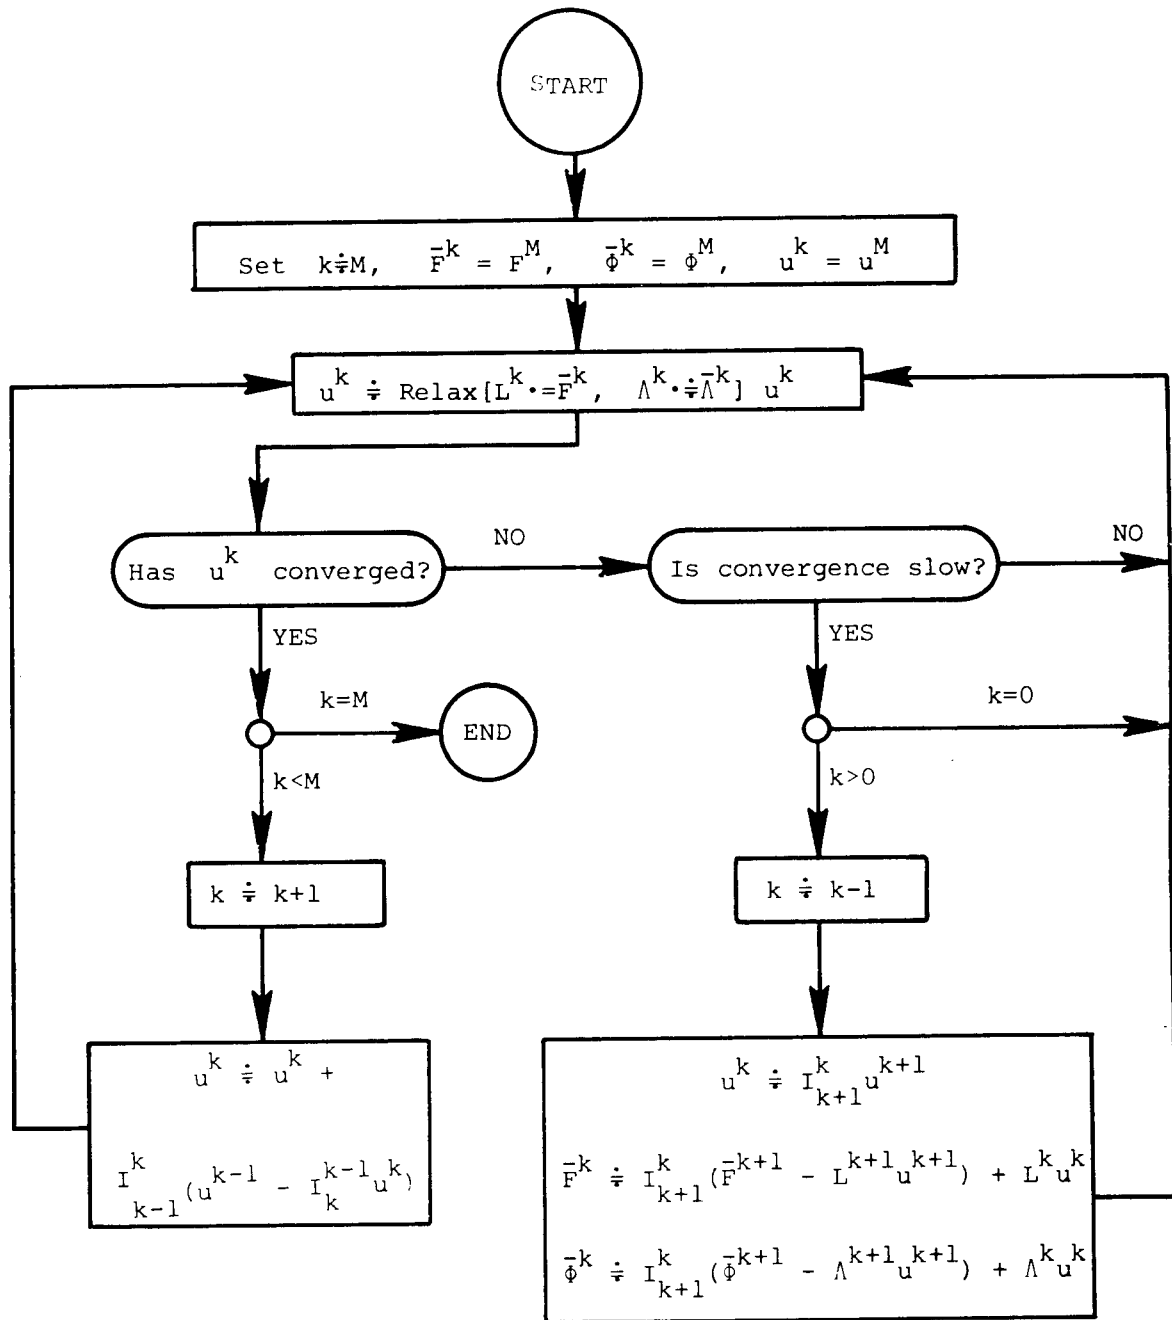 START
Set k≑M, F̄^k = F^M, Φ̄^k = Φ^M, u^k = u^M
u^k ≑ Relax[L^k·=F̄^k, Λ^k·≑Λ̄^k] u^k
Has u^k converged?
NO
Is convergence slow?
NO
YES
YES
k=M
END
k=0
k<M
k>0
k ≑ k+1
k ≑ k-1
u^k ≑ u^k +
I^k_{k-1}(u^{k-1} - I^{k-1}_k u^k)
u^k ≑ I^k_{k+1} u^{k+1}
F̄^k ≑ I^k_{k+1}(F̄^{k+1} - L^{k+1}u^{k+1}) + L^k u^k
Φ̄^k ≑ I^k_{k+1}(Φ̄^{k+1} - Λ^{k+1}u^{k+1}) + Λ^k u^k